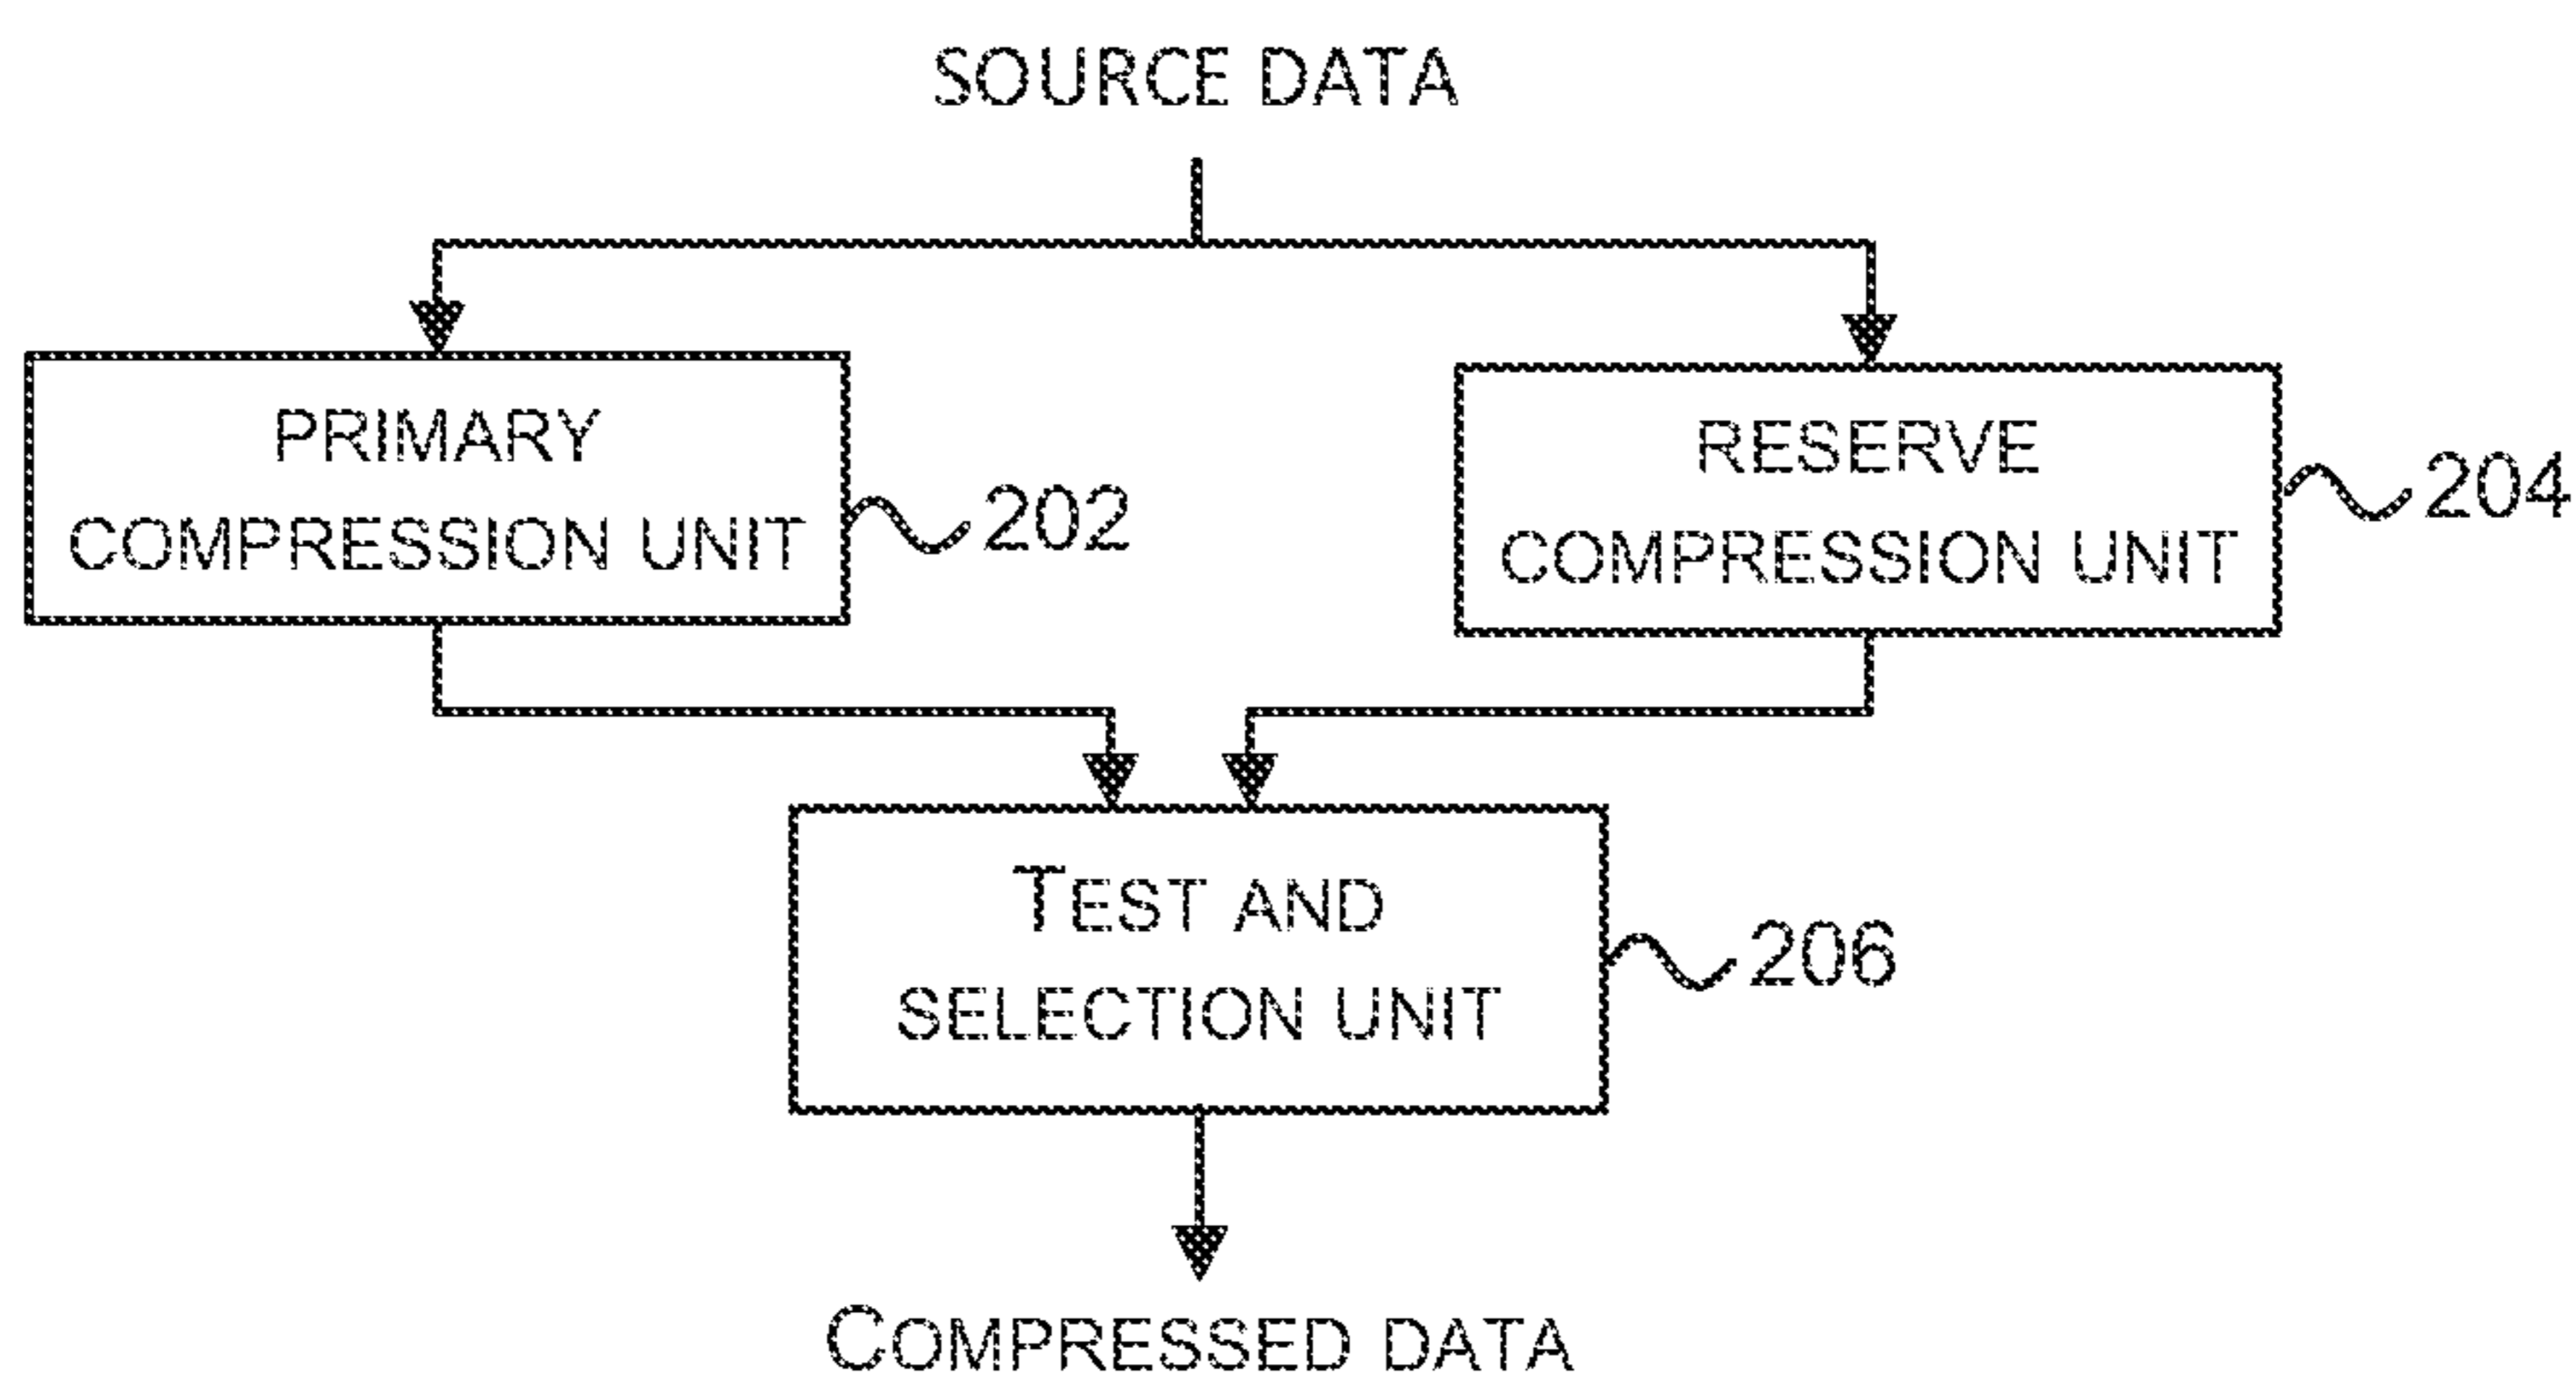 SOURCE DATA
PRIMARY
COMPRESSION UNIT
202
RESERVE
COMPRESSION UNIT
204
TEST AND
SELECTION UNIT
206
COMPRESSED DATA